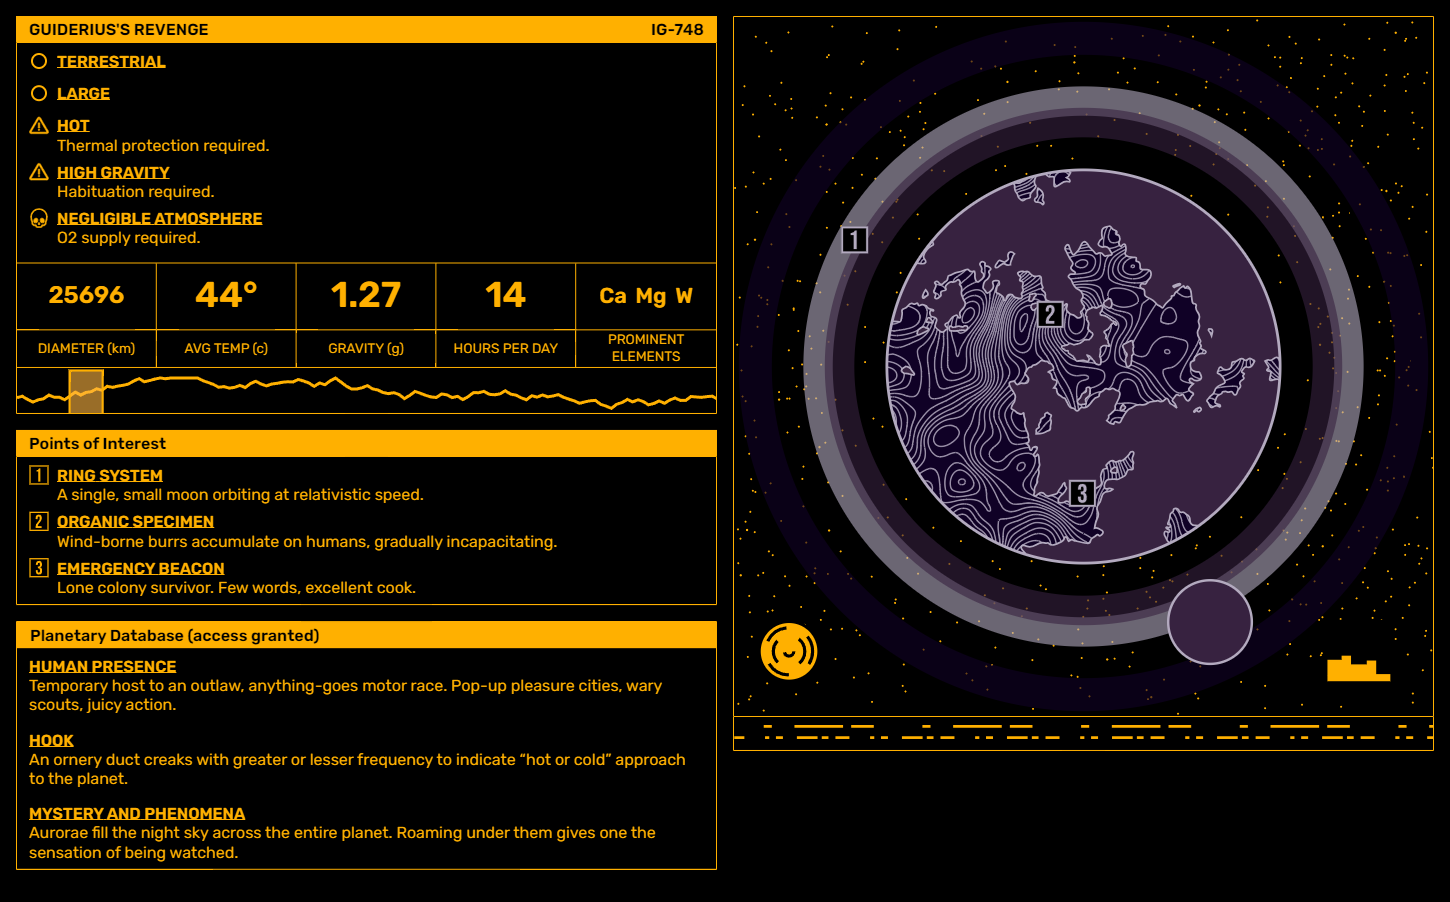 GUIDERIUS'S REVENGE IG-748
TERRESTRIAL
LARGE
HOT
Thermal protection required.
HIGH GRAVITY
Habituation required.
NEGLIGIBLE ATMOSPHERE
O2 supply required.
25696 44° 1.27 14 Ca Mg W
DIAMETER (km) AVG TEMP (c) GRAVITY (g) HOURS PER DAY PROMINENT
ELEMENTS
Points of Interest
1 RING SYSTEM
A single, small moon orbiting at relativistic speed.
2 ORGANIC SPECIMEN
Wind-borne burrs accumulate on humans, gradually incapacitating.
3 EMERGENCY BEACON
Lone colony survivor. Few words, excellent cook.
Planetary Database (access granted)
HUMAN PRESENCE
Temporary host to an outlaw, anything-goes motor race. Pop-up pleasure cities, wary
scouts, juicy action.
HOOK
An ornery duct creaks with greater or lesser frequency to indicate “hot or cold” approach
to the planet.
MYSTERY AND PHENOMENA
Aurorae fill the night sky across the entire planet. Roaming under them gives one the
sensation of being watched.
1
2
3